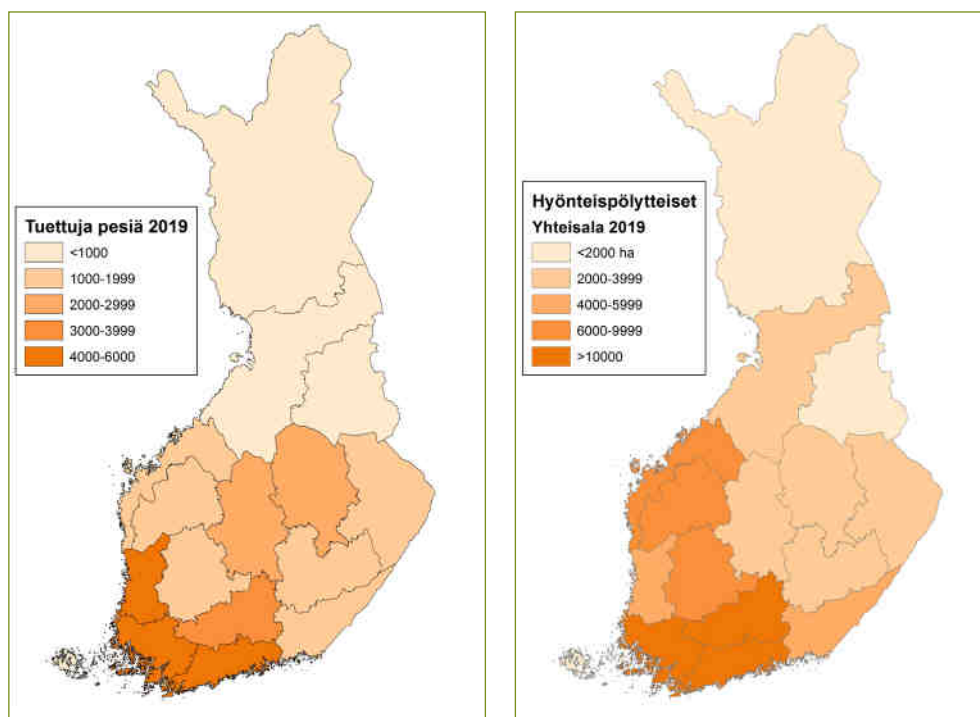 Tuettuja pesiä 2019
<1000
1000-1999
2000-2999
3000-3999
4000-6000
Hyönteispölytteiset
Yhteisala 2019
<2000 ha
2000-3999
4000-5999
6000-9999
>10000